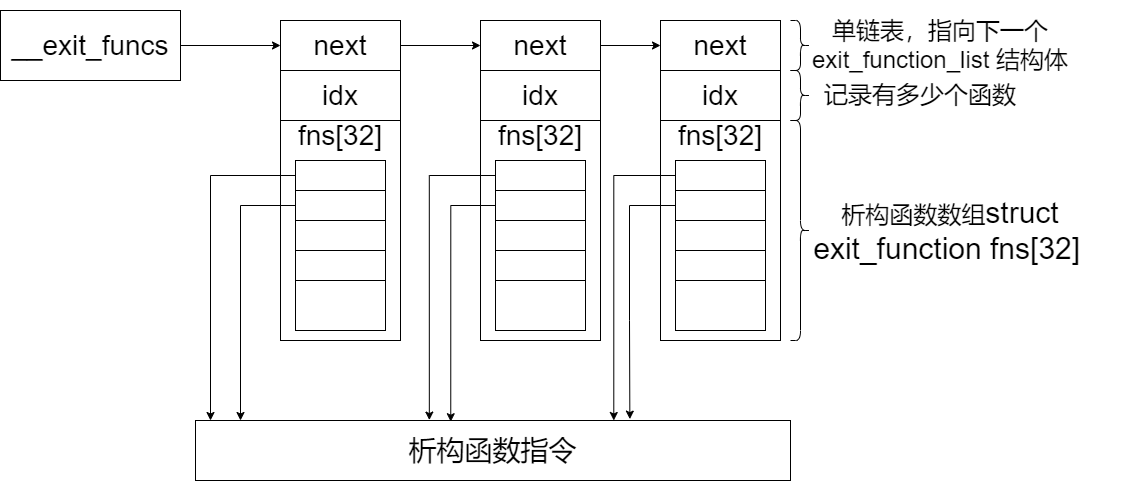 __exit_funcs
next
next
next
idx
idx
idx
fns[32]
fns[32]
fns[32]
单链表，指向下一个
exit_function_list 结构体
记录有多少个函数
析构函数数组struct
exit_function fns[32]
析构函数指令